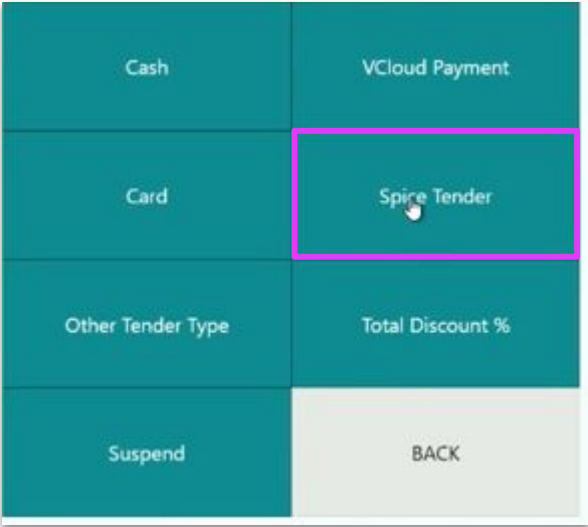 Cash
VCloud Payment
Card
Spice Tender
Other Tender Type
Total Discount %
Suspend
BACK